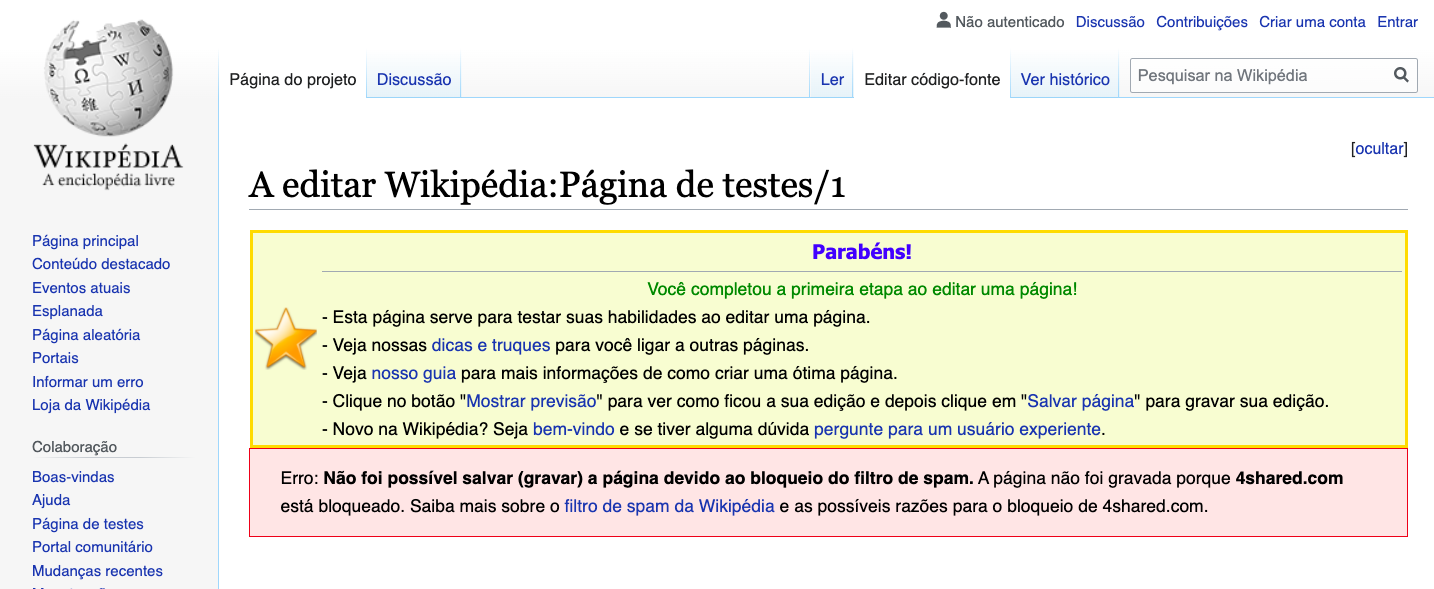 Não autenticado Discussão Contribuições Criar uma conta Entrar
Página do projeto Discussão Ler Editar código-fonte Ver histórico Pesquisar na Wikipédia
Ω W И 維 7
WIKIPÉDIA
A enciclopédia livre
[ocultar]
A editar Wikipédia:Página de testes/1
Página principal
Conteúdo destacado
Eventos atuais
Esplanada
Página aleatória
Portais
Informar um erro
Loja da Wikipédia
Colaboração
Boas-vindas
Ajuda
Página de testes
Portal comunitário
Mudanças recentes
Parabéns!
Você completou a primeira etapa ao editar uma página!
- Esta página serve para testar suas habilidades ao editar uma página.
- Veja nossas dicas e truques para você ligar a outras páginas.
- Veja nosso guia para mais informações de como criar uma ótima página.
- Clique no botão "Mostrar previsão" para ver como ficou a sua edição e depois clique em "Salvar página" para gravar sua edição.
- Novo na Wikipédia? Seja bem-vindo e se tiver alguma dúvida pergunte para um usuário experiente.
Erro: Não foi possível salvar (gravar) a página devido ao bloqueio do filtro de spam. A página não foi gravada porque 4shared.com
está bloqueado. Saiba mais sobre o filtro de spam da Wikipédia e as possíveis razões para o bloqueio de 4shared.com.